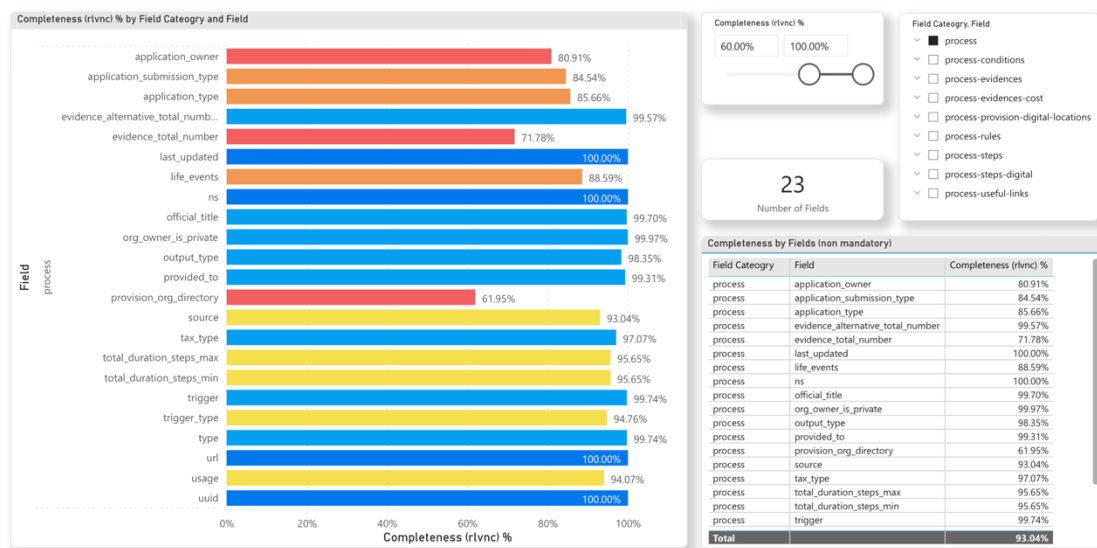 Completeness (rlvnc) % by Field Cateogry and Field
Field
process
application_owner 80.91%
application_submission_type 84.54%
application_type 85.66%
evidence_alternative_total_numb... 99.57%
evidence_total_number 71.78%
last_updated 100.00%
life_events 88.59%
ns 100.00%
official_title 99.70%
org_owner_is_private 99.97%
output_type 98.35%
provided_to 99.31%
provision_org_directory 61.95%
source 93.04%
tax_type 97.07%
total_duration_steps_max 95.65%
total_duration_steps_min 95.65%
trigger 99.74%
trigger_type 94.76%
type 99.74%
url 100.00%
usage 94.07%
uuid 100.00%
0% 20% 40% 60% 80% 100%
Completeness (rlvnc) %
Completeness (rlvnc) %
60.00% 100.00%
23
Number of Fields
Field Cateogry, Field
process
process-conditions
process-evidences
process-evidences-cost
process-provision-digital-locations
process-rules
process-steps
process-steps-digital
process-useful-links
Completeness by Fields (non mandatory)
Field Cateogry Field Completeness (rlvnc) %
process application_owner 80.91%
process application_submission_type 84.54%
process application_type 85.66%
process evidence_alternative_total_number 99.57%
process evidence_total_number 71.78%
process last_updated 100.00%
process life_events 88.59%
process ns 100.00%
process official_title 99.70%
process org_owner_is_private 99.97%
process output_type 98.35%
process provided_to 99.31%
process provision_org_directory 61.95%
process source 93.04%
process tax_type 97.07%
process total_duration_steps_max 95.65%
process total_duration_steps_min 95.65%
process trigger 99.74%
Total 93.04%